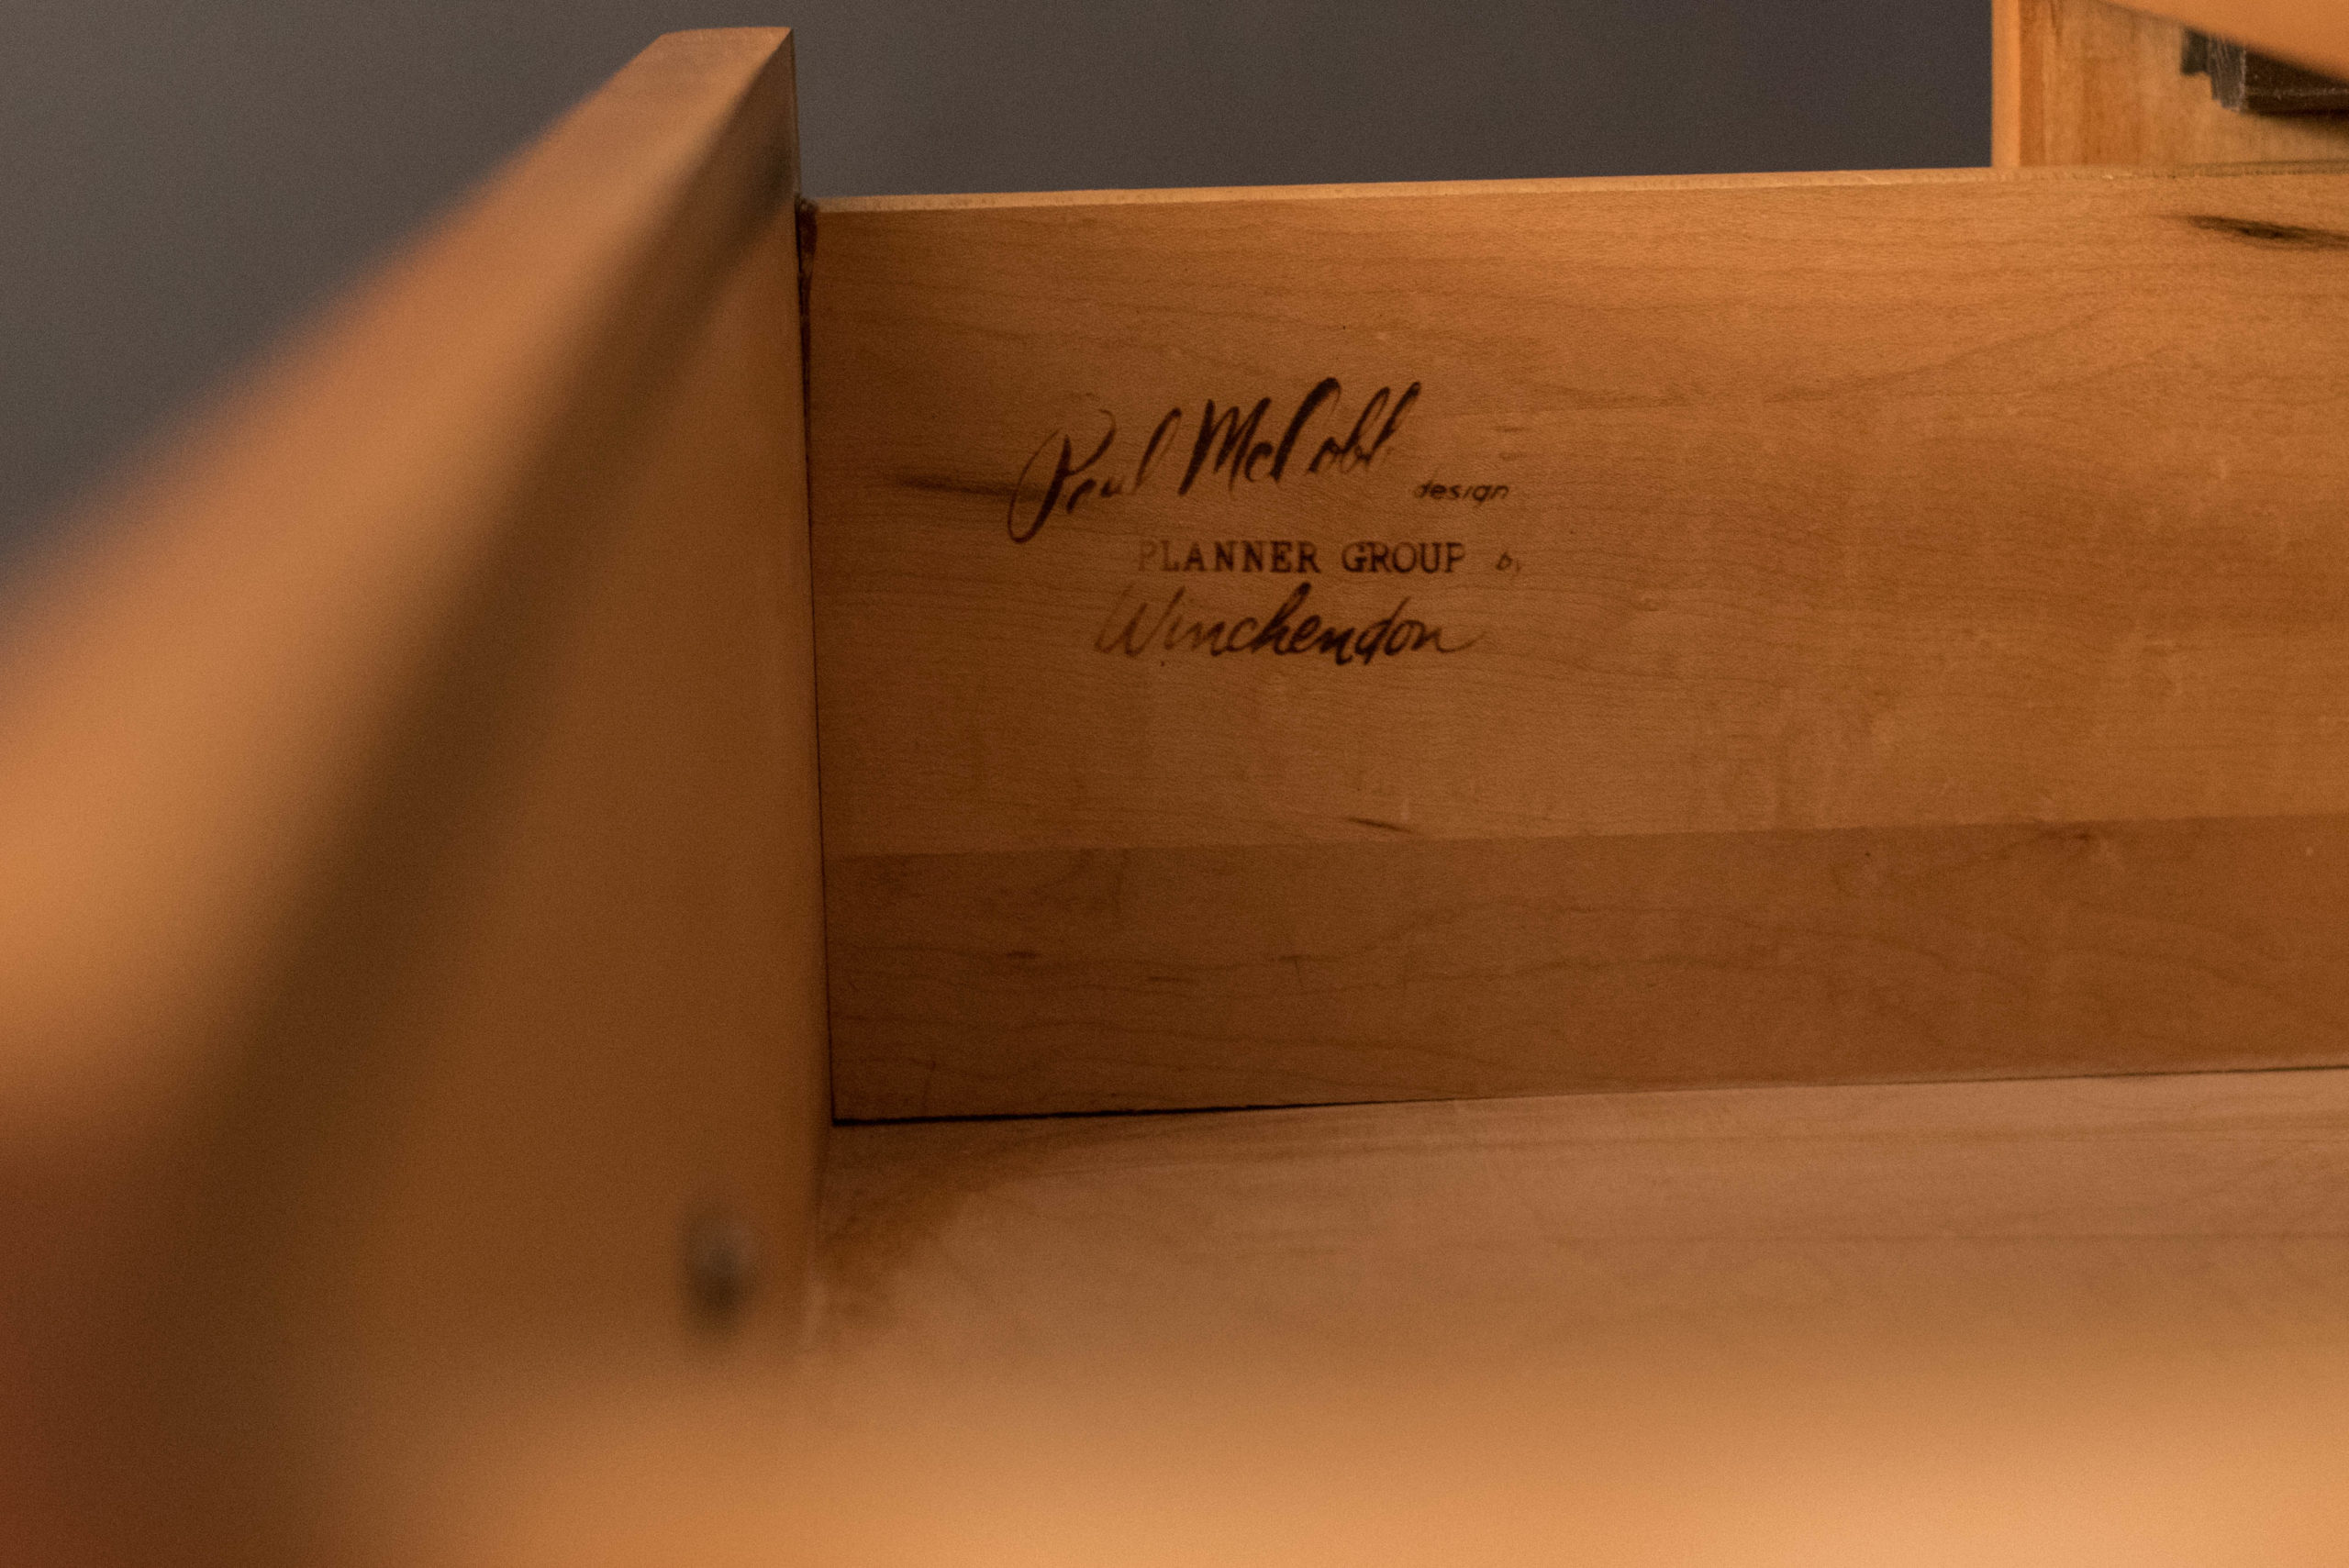 Paul McCobb
design
PLANNER GROUP by
Winchendon